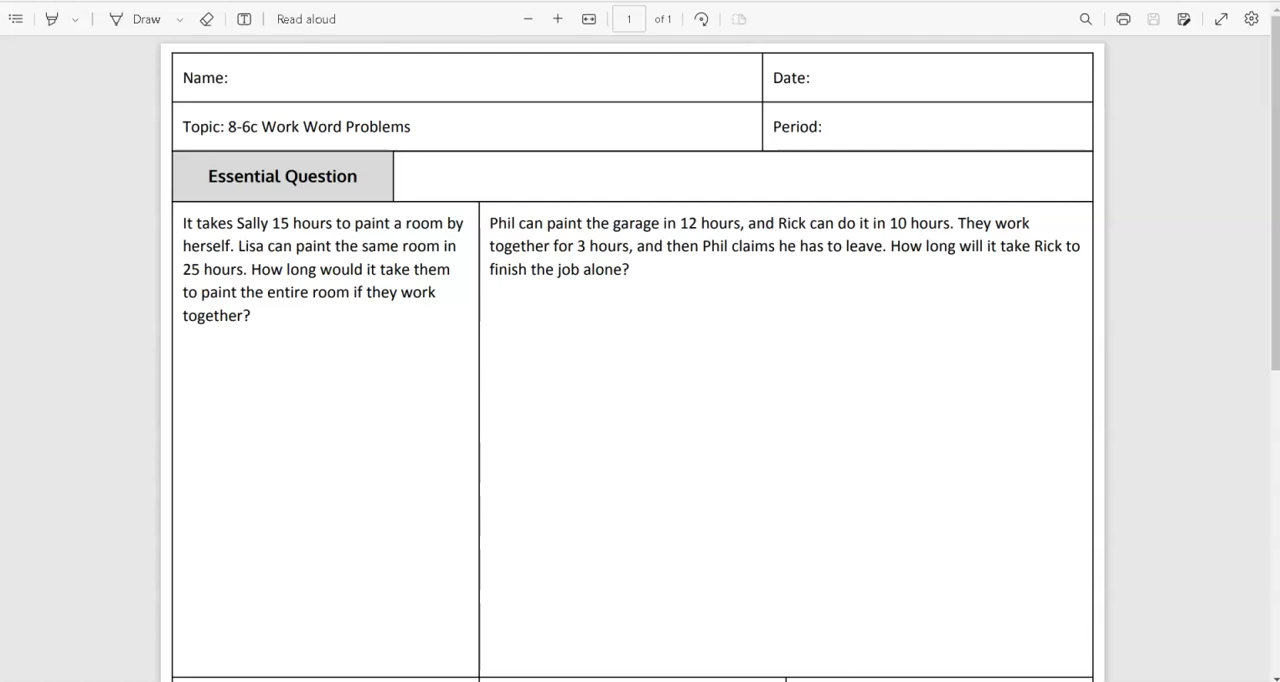 Draw
Read aloud
1
of 1
Name:
Date:
Topic: 8-6c Work Word Problems
Period:
Essential Question
It takes Sally 15 hours to paint a room by
herself. Lisa can paint the same room in
25 hours. How long would it take them
to paint the entire room if they work
together?
Phil can paint the garage in 12 hours, and Rick can do it in 10 hours. They work
together for 3 hours, and then Phil claims he has to leave. How long will it take Rick to
finish the job alone?